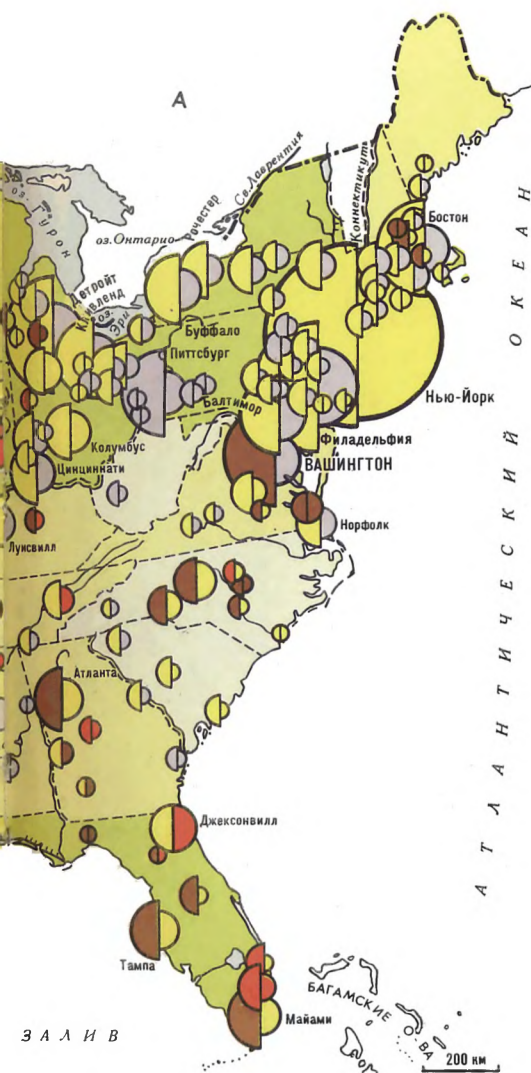 А
оз.
Гурон
оз. Онтарио
Рочестер
Св. Лаврентия
Коннектикут
Бостон
Детройт
Кливленд
оз.
Эри
Буффало
Питтсбург
Нью-Йорк
Балтимор
Филадельфия
Колумбус
ВАШИНГТОН
Цинциннати
Норфолк
Луисвилл
Атланта
Джексонвилл
Тампа
Майами
БАГАМСКИЕ О-ВА
АТЛАНТИЧЕСКИЙ ОКЕАН
ЗАЛИВ
200 км